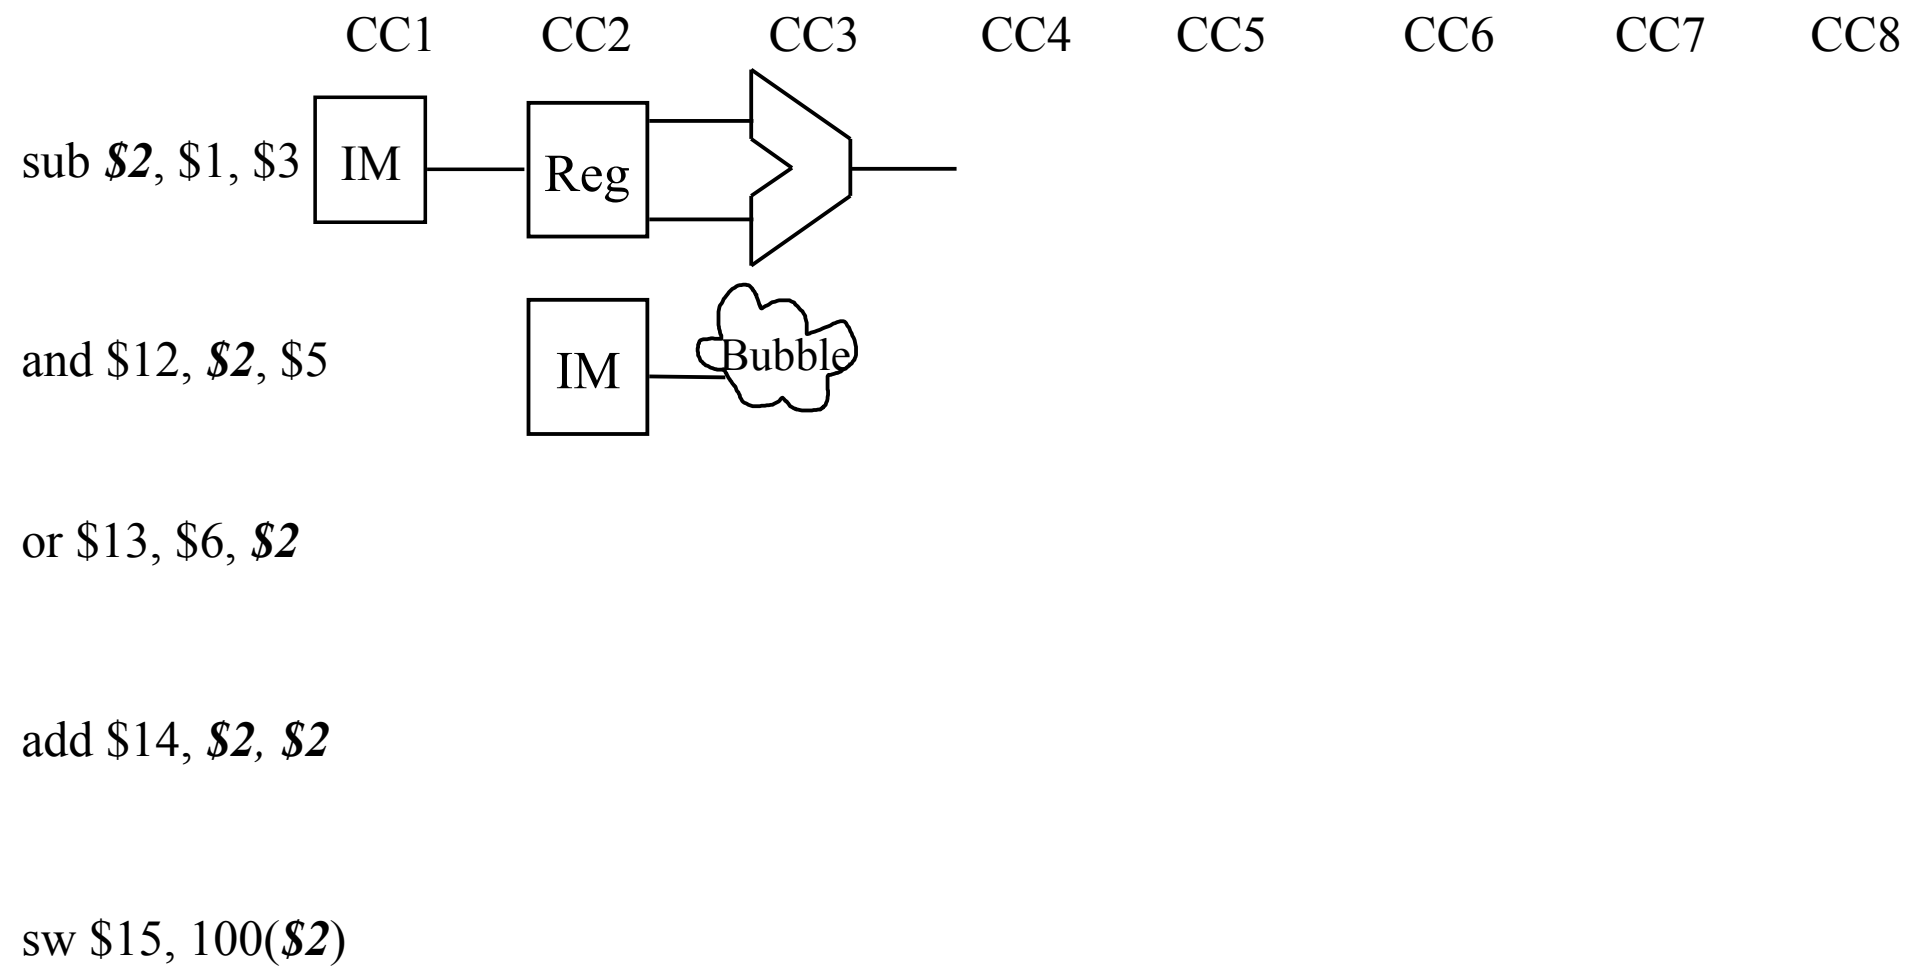 CC1 CC2 CC3 CC4 CC5 CC6 CC7 CC8
sub $2, $1, $3 IM Reg
and $12, $2, $5 IM Bubble
or $13, $6, $2
add $14, $2, $2
sw $15, 100($2)